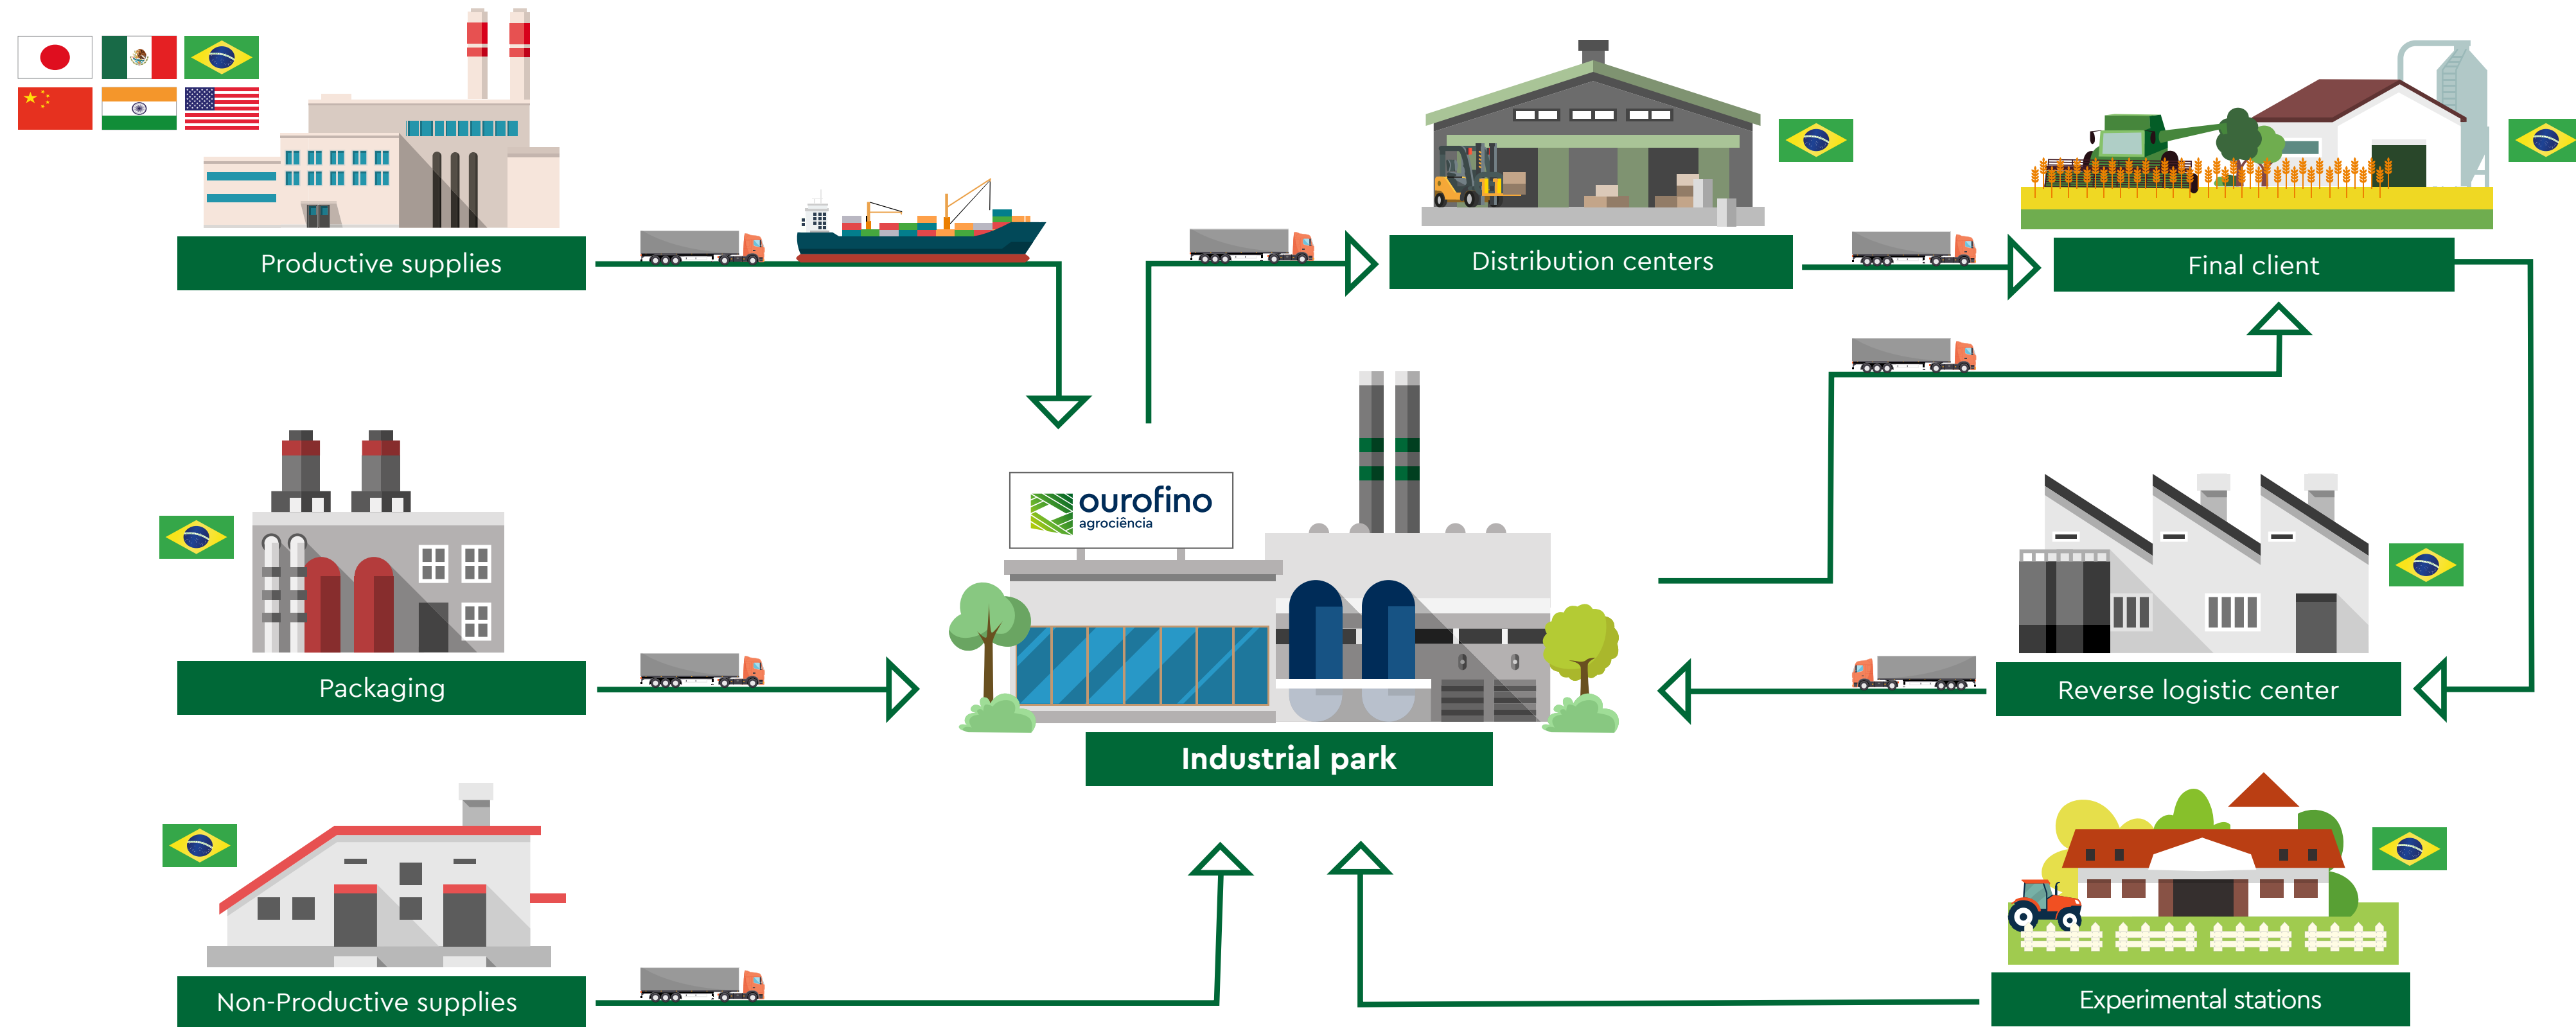 Productive supplies
Distribution centers
Final client
ourofino
agrociência
Packaging
Reverse logistic center
Industrial park
Non-Productive supplies
Experimental stations